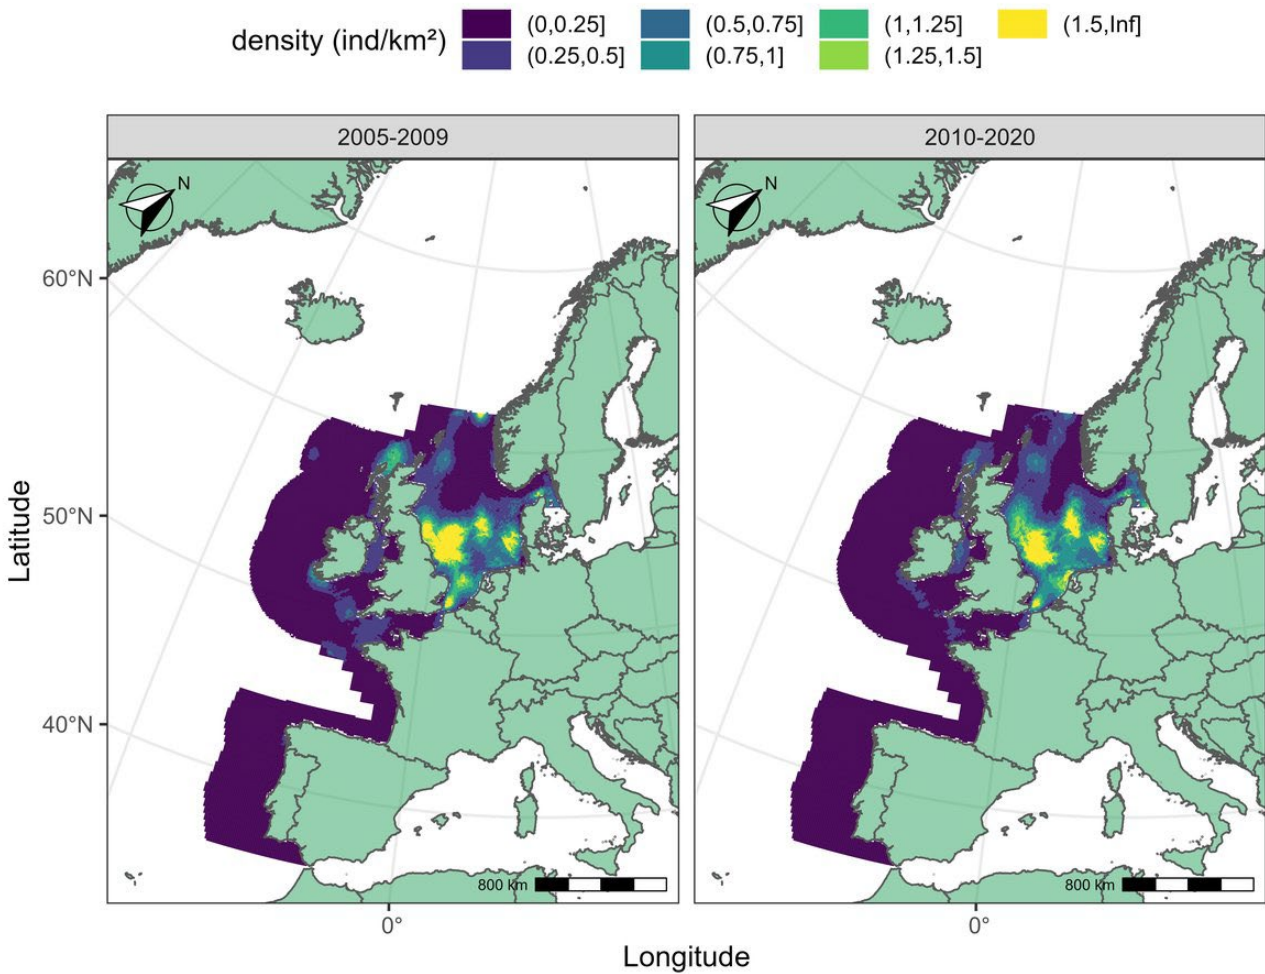 density (ind/km²)
(0,0.25] (0.5,0.75] (1,1.25] (1.5,Inf]
(0.25,0.5] (0.75,1] (1.25,1.5]
2005-2009 2010-2020
N N
60°N
50°N
40°N
Latitude
800 km 800 km
0° 0°
Longitude